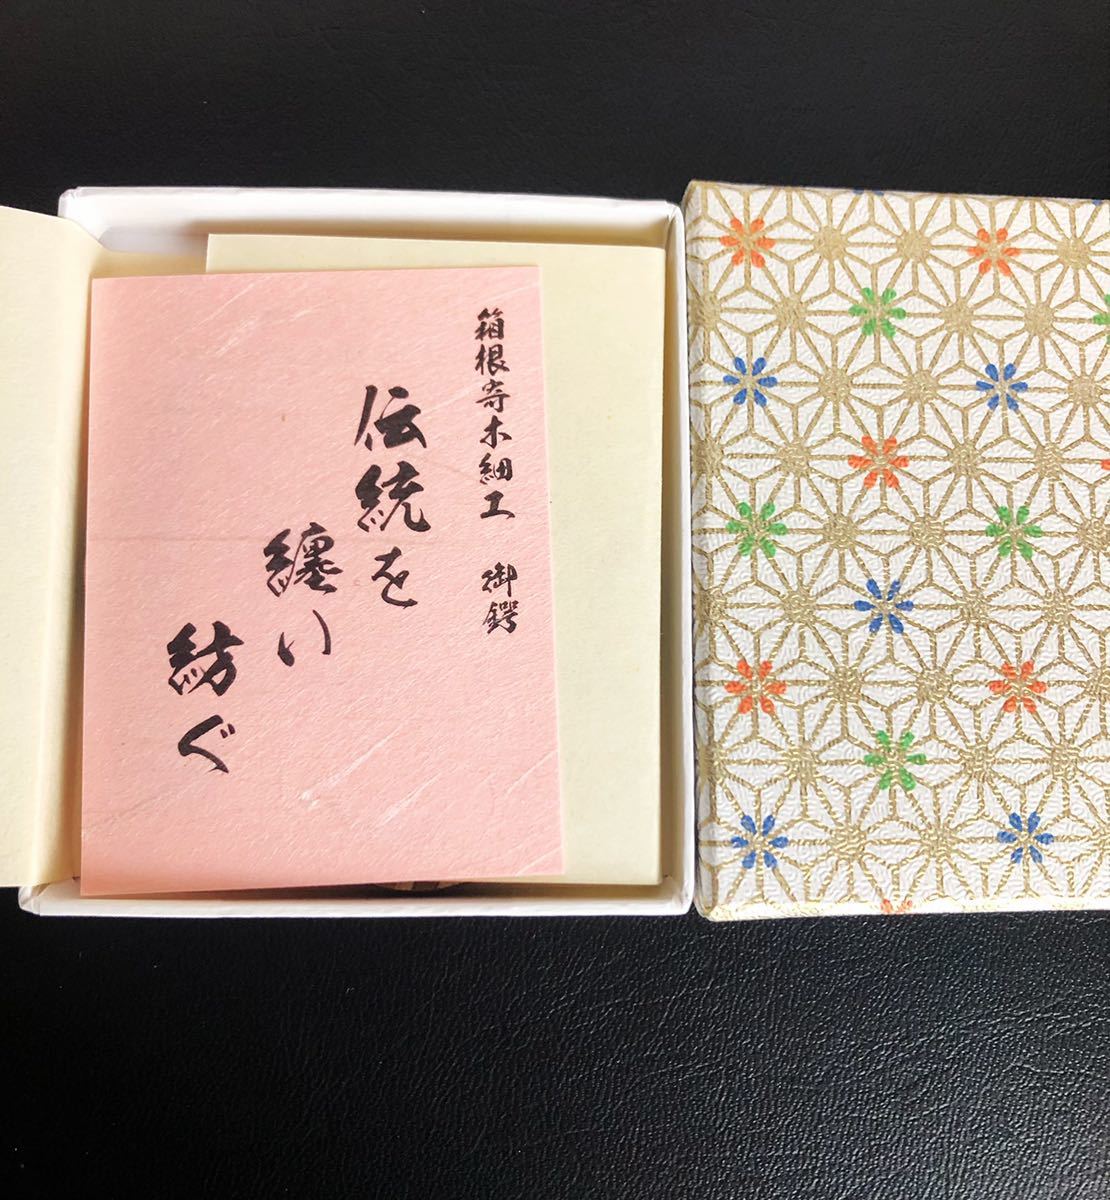 箱根寄木細工 御鍔
伝統を
纏い
紡ぐ